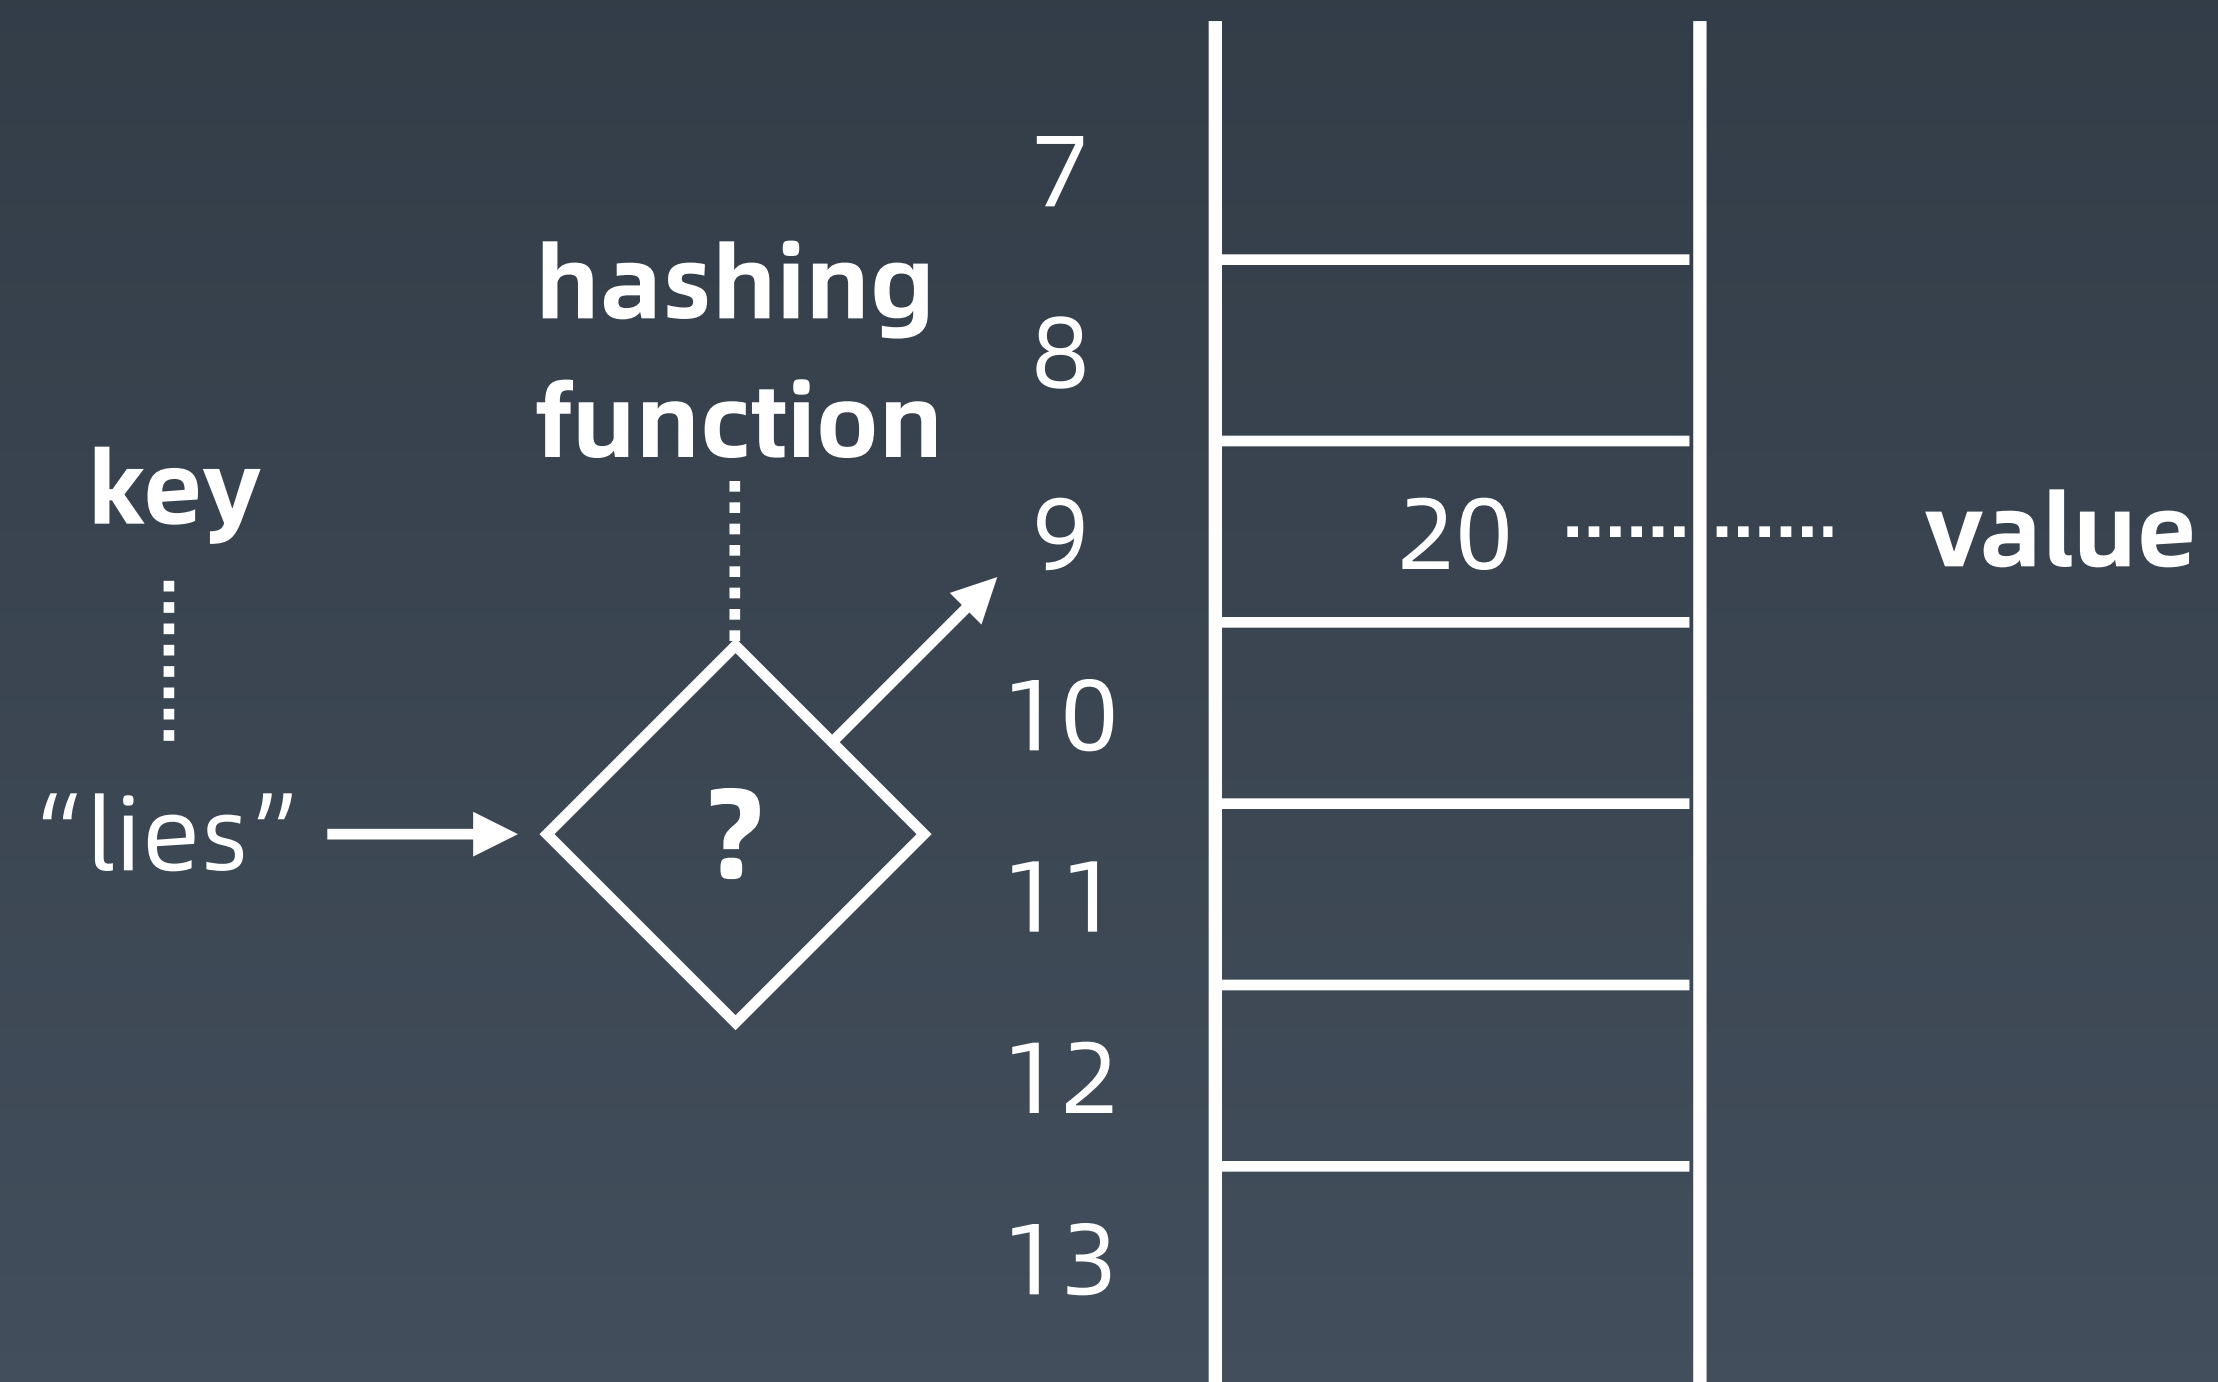 key
“lies”
hashing
function
?
7
8
9
10
11
12
13
20
value